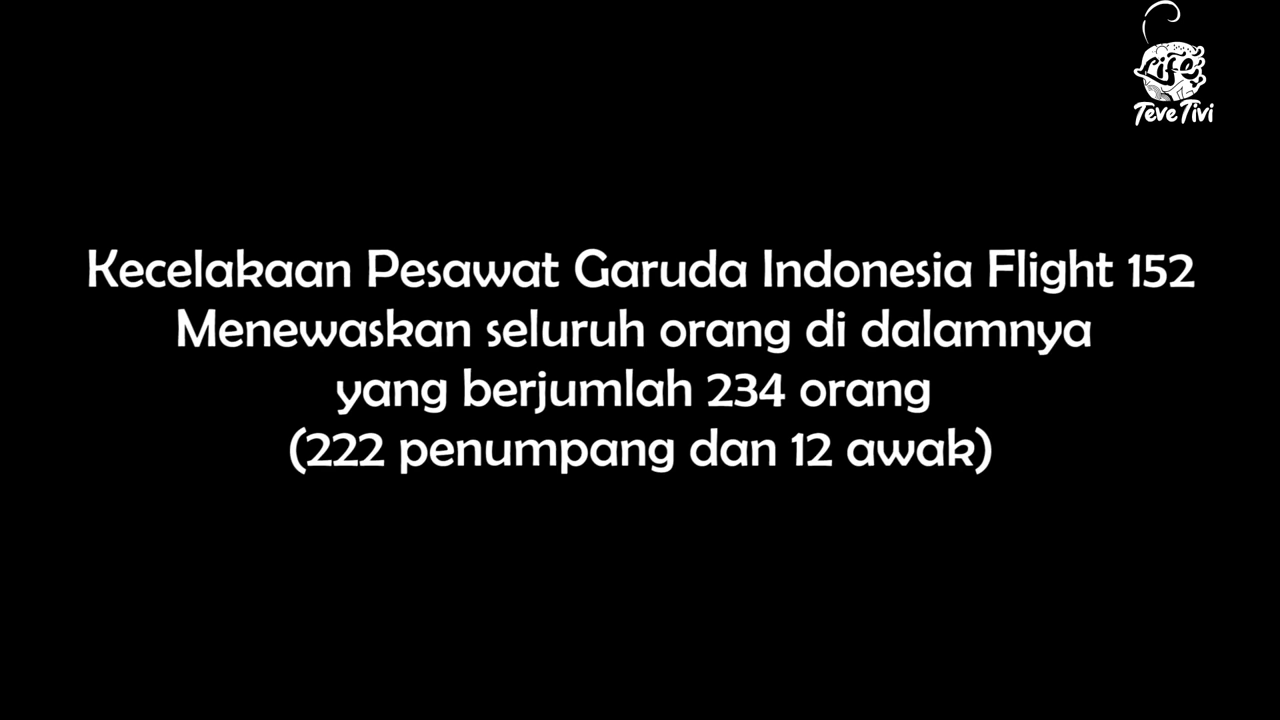 Life
Teve Tivi
Kecelakaan Pesawat Garuda Indonesia Flight 152
Menewaskan seluruh orang di dalamnya
yang berjumlah 234 orang
(222 penumpang dan 12 awak)